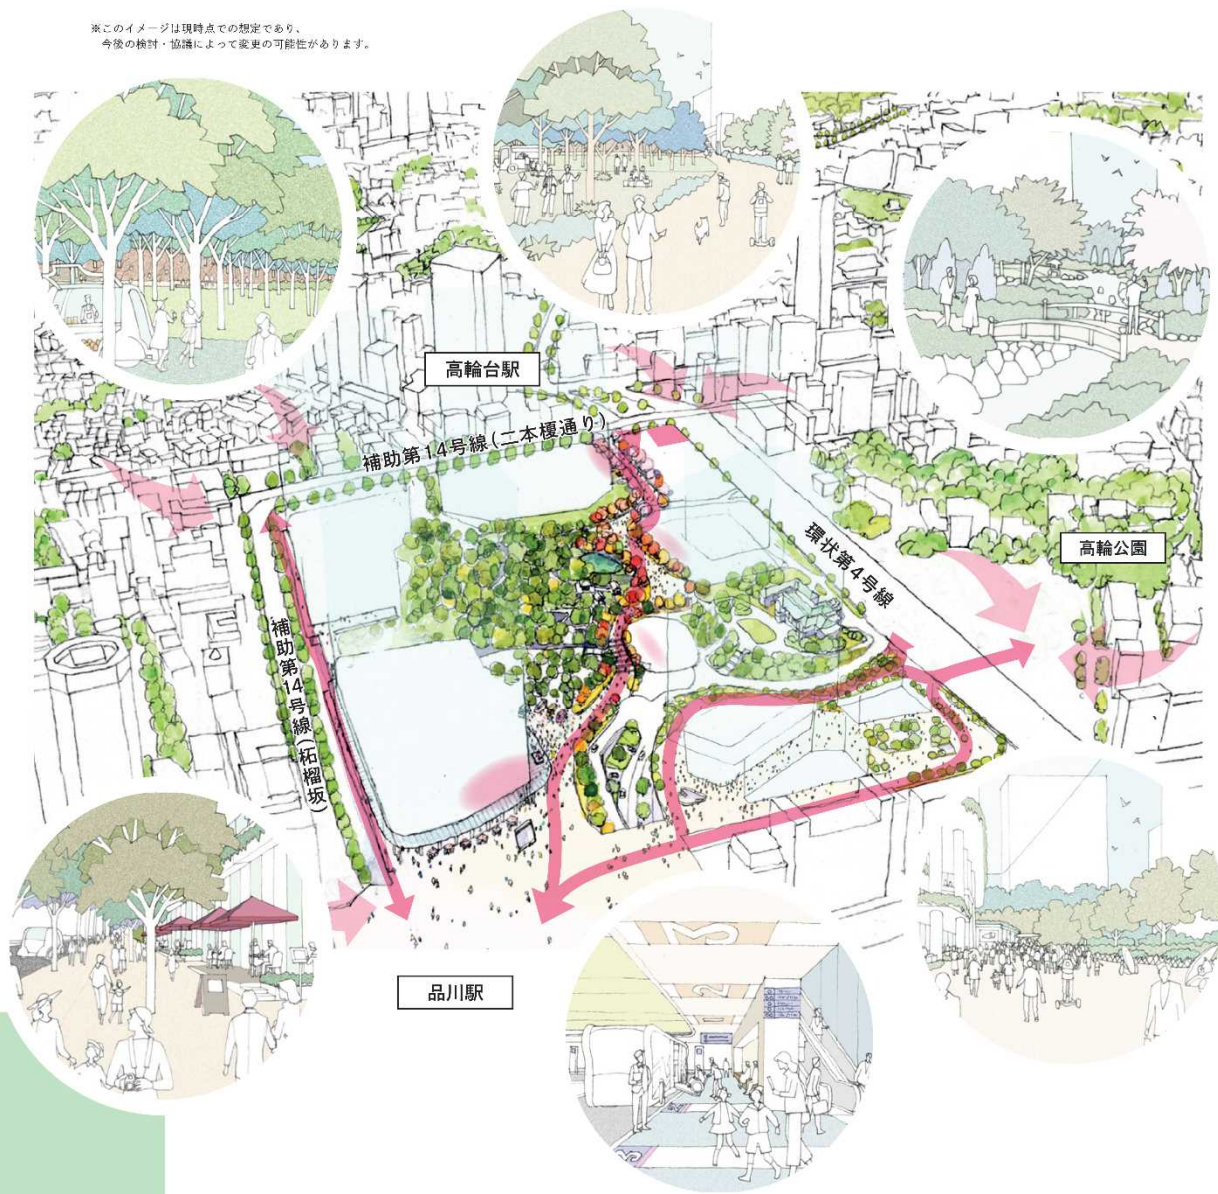 ※このイメージは現時点での想定であり、
今後の検討・協議によって変更の可能性があります。
高輪台駅
補助第14号線(二本榎通り)
環状第4号線
高輪公園
補助第14号線(柘榴坂)
品川駅